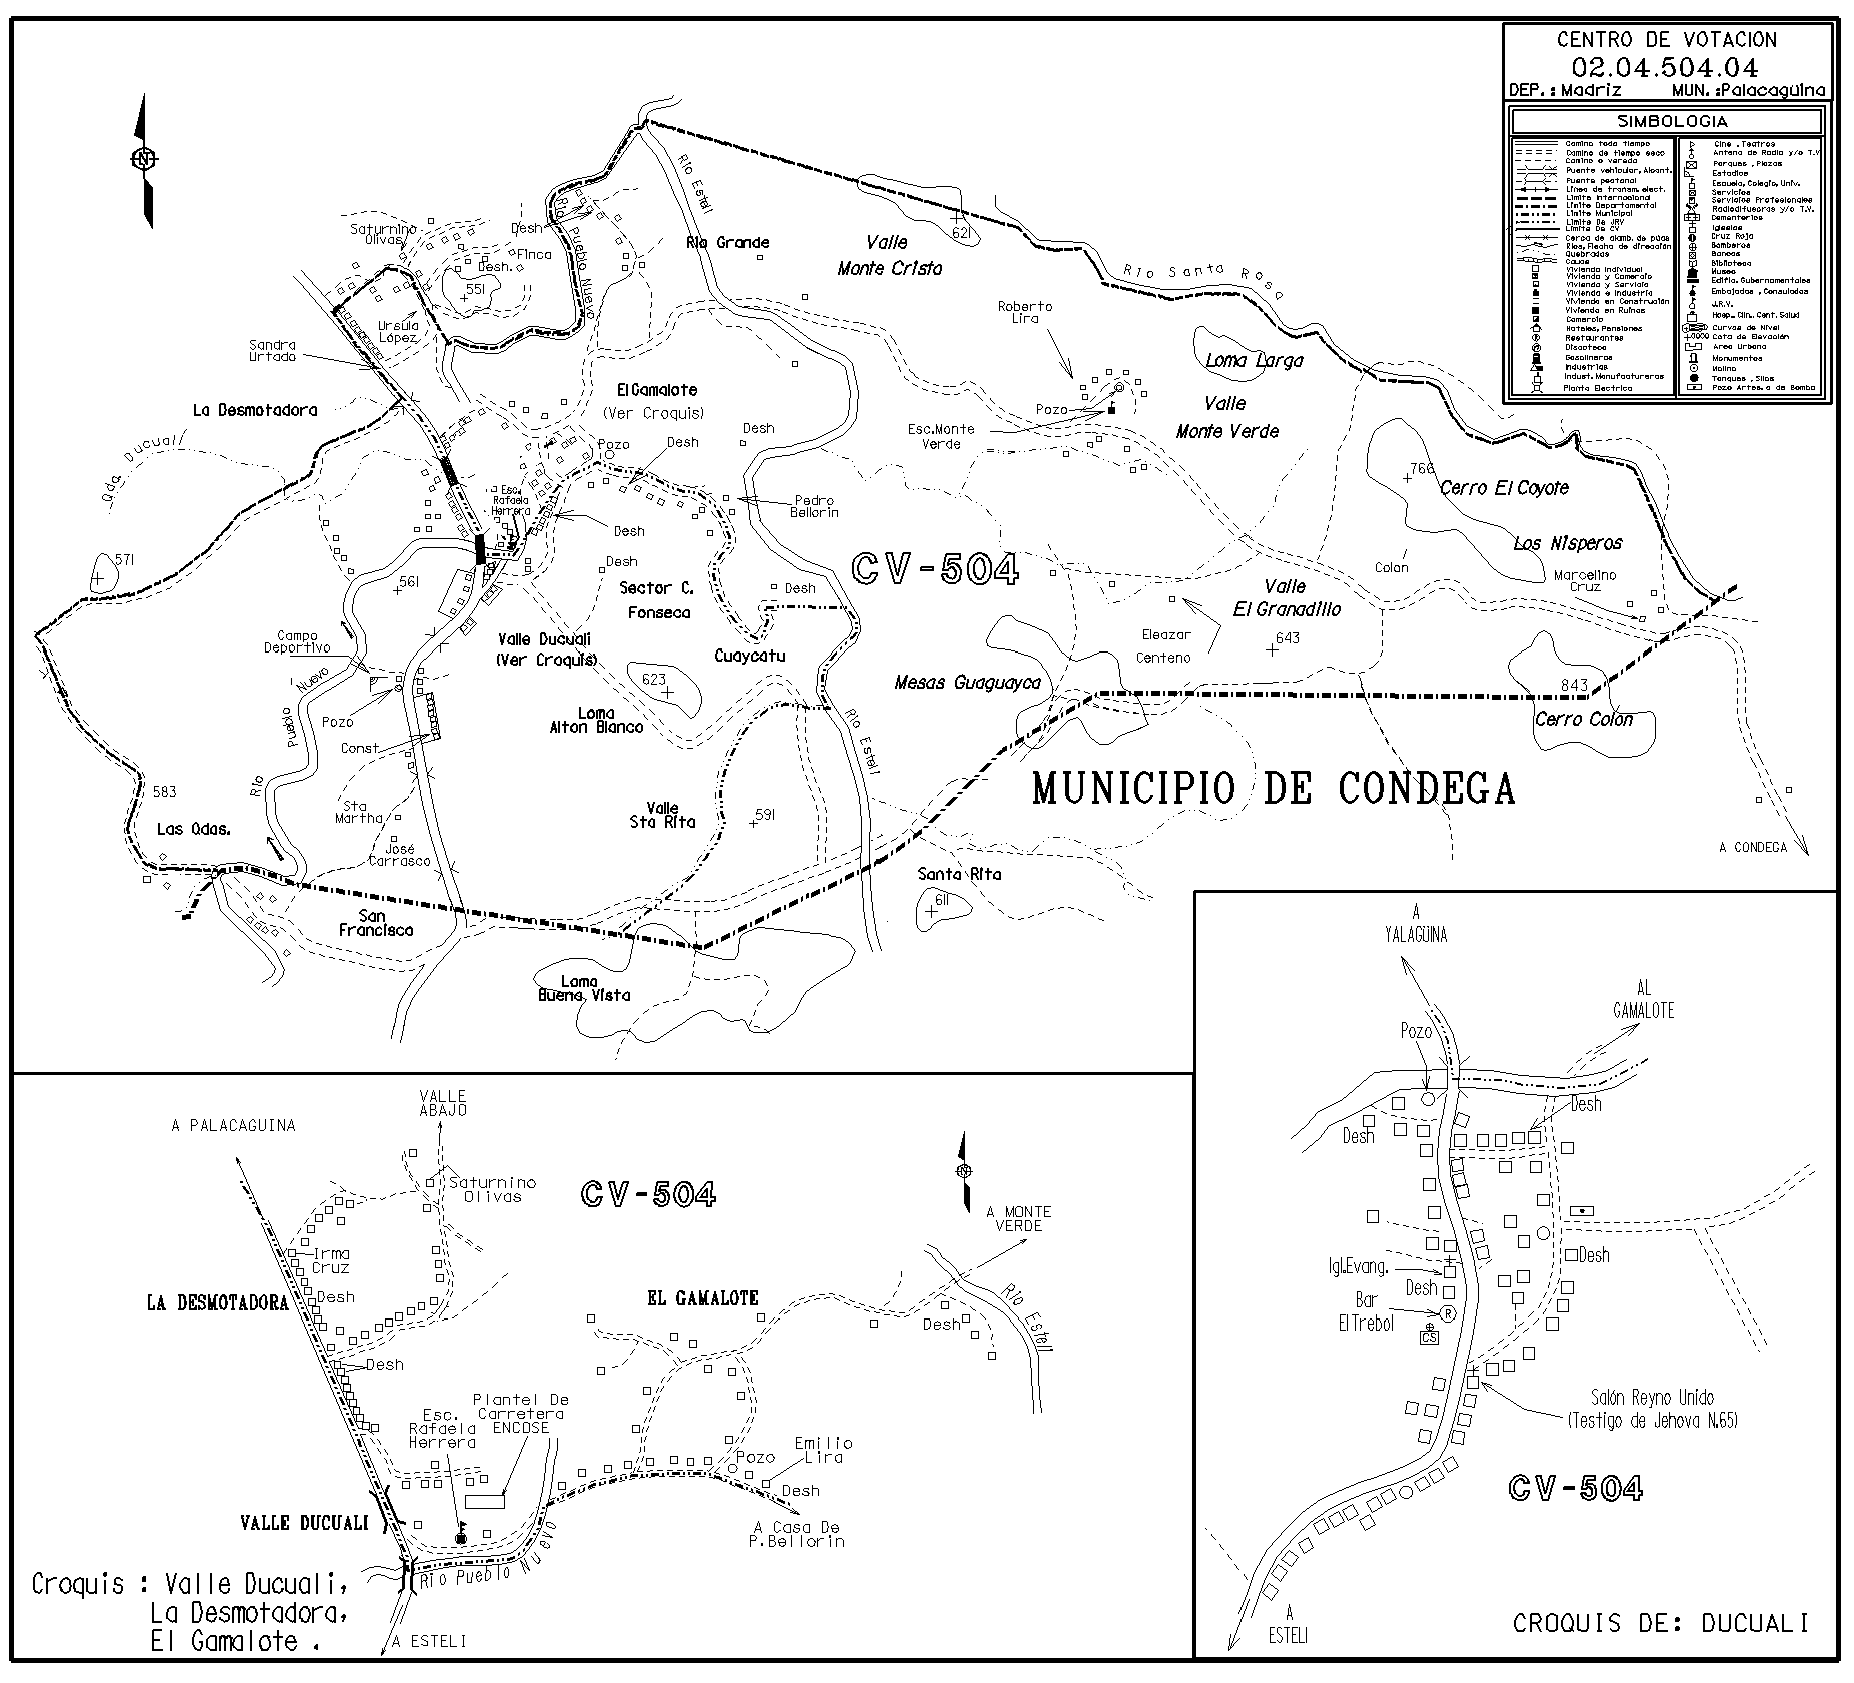 CENTRO DE VOTACION
02.04.504.04
DEP.: Madriz MUN.:Palacagüina
SIMBOLOGIA
Camino todo tiempo
Camino de tiempo seco
Camino o vereda
Puente vehicular, Alcant.
Puente peatonal
Línea de transm. elect.
Limite Internacional
Limite Departamental
Limite Municipal
Limite De JRV
Limite De CV
Cerca de alamb. de púas
Ríos, Flecha de dirección
Quebradas
Cauce
Vivienda Individual
Vivienda y Comercio
Vivienda y Servicio
Vivienda e Industria
Vivienda en Construción
Vivienda en Ruinas
Comercio
Hoteles, Pensiones
Restaurantes
Discoteca
Gasolineras
Industrias
Indust. Manufactureras
Planta Electrica
Cine , Teatros
Antena de Radio y/o T.V
Parques , Plazas
Estadios
Escuela, Colegio, Univ.
Servicios
Servicios Profesionales
Radiodifusoras y/o T.V.
Cementerios
Iglesias
Cruz Roja
Bomberos
Bancos
Biblioteca
Museo
Edific. Gubernamentales
Embajadas , Consulados
J.R.V.
Hosp., Clin., Cent. Salud
Curvas de Nivel
Cota de Elevación
Area Urbana
Monumentos
Molino
Tanques , Silos
Pozo Artes. o de Bomba
N
Río Estelí
Saturnino
Olivas
Desh
Finca
Desh.
551
Río Pueblo Nuevo
Río Grande
Valle
Monte Cristo
621
Río Santa Rosa
Ursula
López
Sandra
Urtado
Roberto
Lira
Loma Larga
La Desmotadora
El Gamalote
(Ver Croquis)
Pozo
Desh
Desh
Pozo
Esc.Monte
Verde
Valle
Monte Verde
Qda. Ducuali
766
Cerro El Coyote
Esc.
Rafaela
Herrera
Pedro
Bellorin
Desh
Los Nisperos
571
561
Desh
CV-504
Colon
Marcelino
Cruz
Sector C.
Fonseca
Desh
Valle
El Granadillo
Campo
Deportivo
Valle Ducuali
(Ver Croquis)
Cuaycatu
Eleazar
Centeno
643
Río Pueblo Nuevo
623
Mesas Guaguayca
843
Cerro Colon
Pozo
Loma
Alton Blanco
Const
Río Esteli
583
Las Qdas.
Sta
Martha
José
Carrasco
Valle
Sta Rita
591
MUNICIPIO DE CONDEGA
A CONDEGA
San
Francisco
Santa Rita
611
Loma
Buena Vista
VALLE
ABAJO
A PALACAGUINA
Saturnino
Olivas
CV-504
N
A MONTE
VERDE
Irma
Cruz
LA DESMOTADORA
Desh
EL GAMALOTE
Río Estelí
Desh
Desh
Plantel De
Carretera
ENCOSE
Esc.
Rafaela
Herrera
Emilio
Lira
Pozo
Desh
VALLE DUCUALI
A Casa De
P.Bellorin
Río Pueblo Nuevo
Croquis : Valle Ducuali,
La Desmotadora,
El Gamalote .
A ESTELI
A
YALAGÜINA
AL
GAMALOTE
Pozo
Desh
Desh
Igl.Evang.
Desh
Desh
Bar
El Trebol
R
CS
Salón Reyno Unido
(Testigo de Jehova N.65)
CV-504
A
ESTELI
CROQUIS DE: DUCUALI